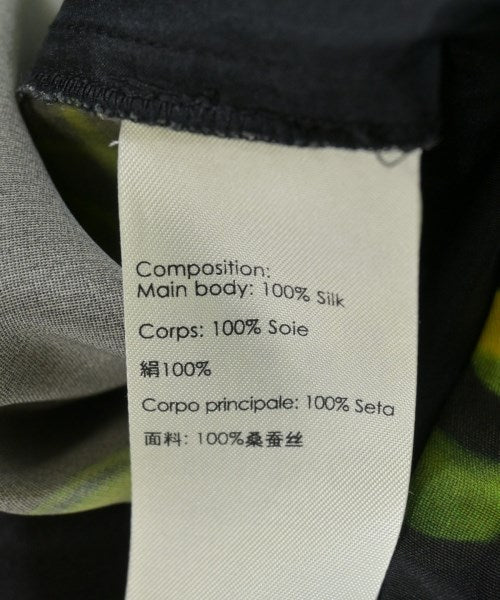 Composition:
Main body: 100% Silk
Corps: 100% Soie
絹100%
Corpo principale: 100% Seta
面料: 100%桑蚕丝